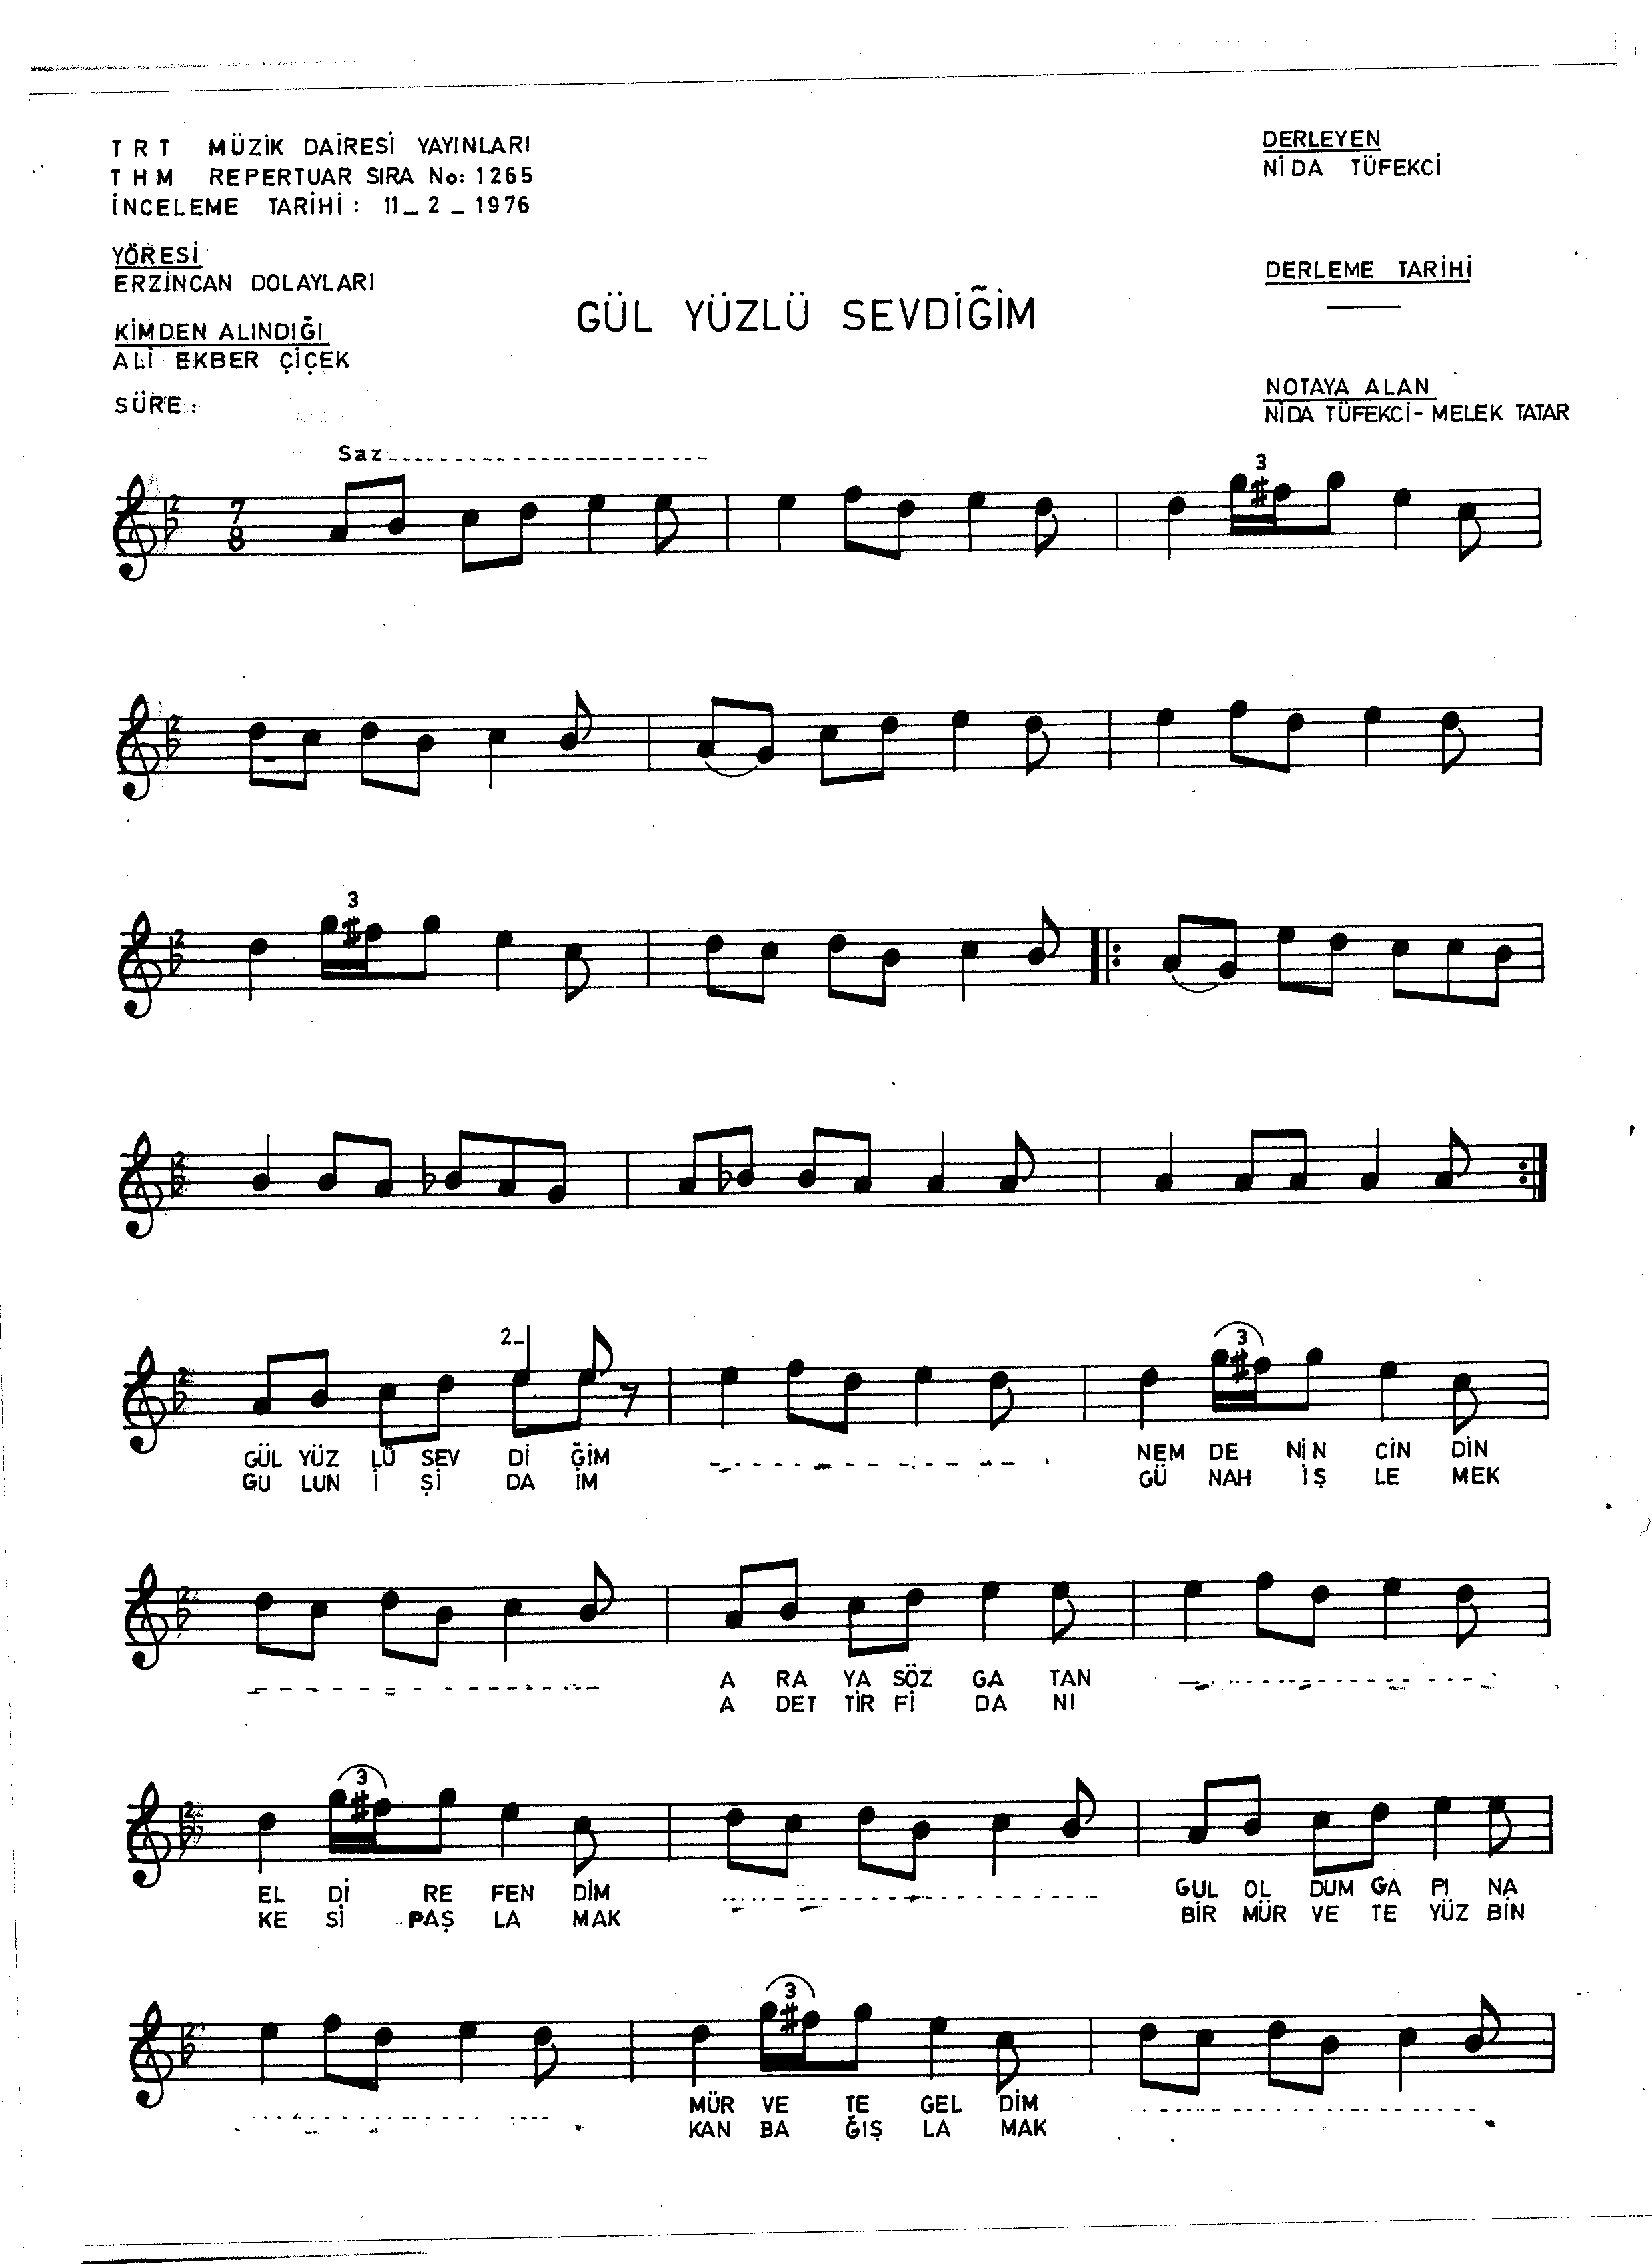 TRT MÜZİK DAİRESİ YAYINLARI
THM REPERTUAR SIRA No: 1265
İNCELEME TARİHİ : 11_2_1976
DERLEYEN
NİDA TÜFEKCİ
YÖRESİ
ERZİNCAN DOLAYLARI
DERLEME TARİHİ
GÜL YÜZLÜ SEVDİĞİM
KİMDEN ALINDIĞI
ALİ EKBER ÇİÇEK
SÜRE :
NOTAYA ALAN
NİDA TÜFEKCİ - MELEK TATAR
Saz
3
7
8
3
2_
3
GÜL YÜZ LÜ SEV Dİ ĞİM NEM DE NİN CİN DİN
GU LUN İ Şİ DA İM GÜ NAH İŞ LE MEK
A RA YA SÖZ GA TAN
A DET TİR Fİ DA NI
3
EL Dİ RE FEN DİM GUL OL DUM GA PI NA
KE Sİ PAŞ LA MAK BİR MÜR VE TE YÜZ BİN
3
MÜR VE TE GEL DİM
KAN BA ĞIŞ LA MAK